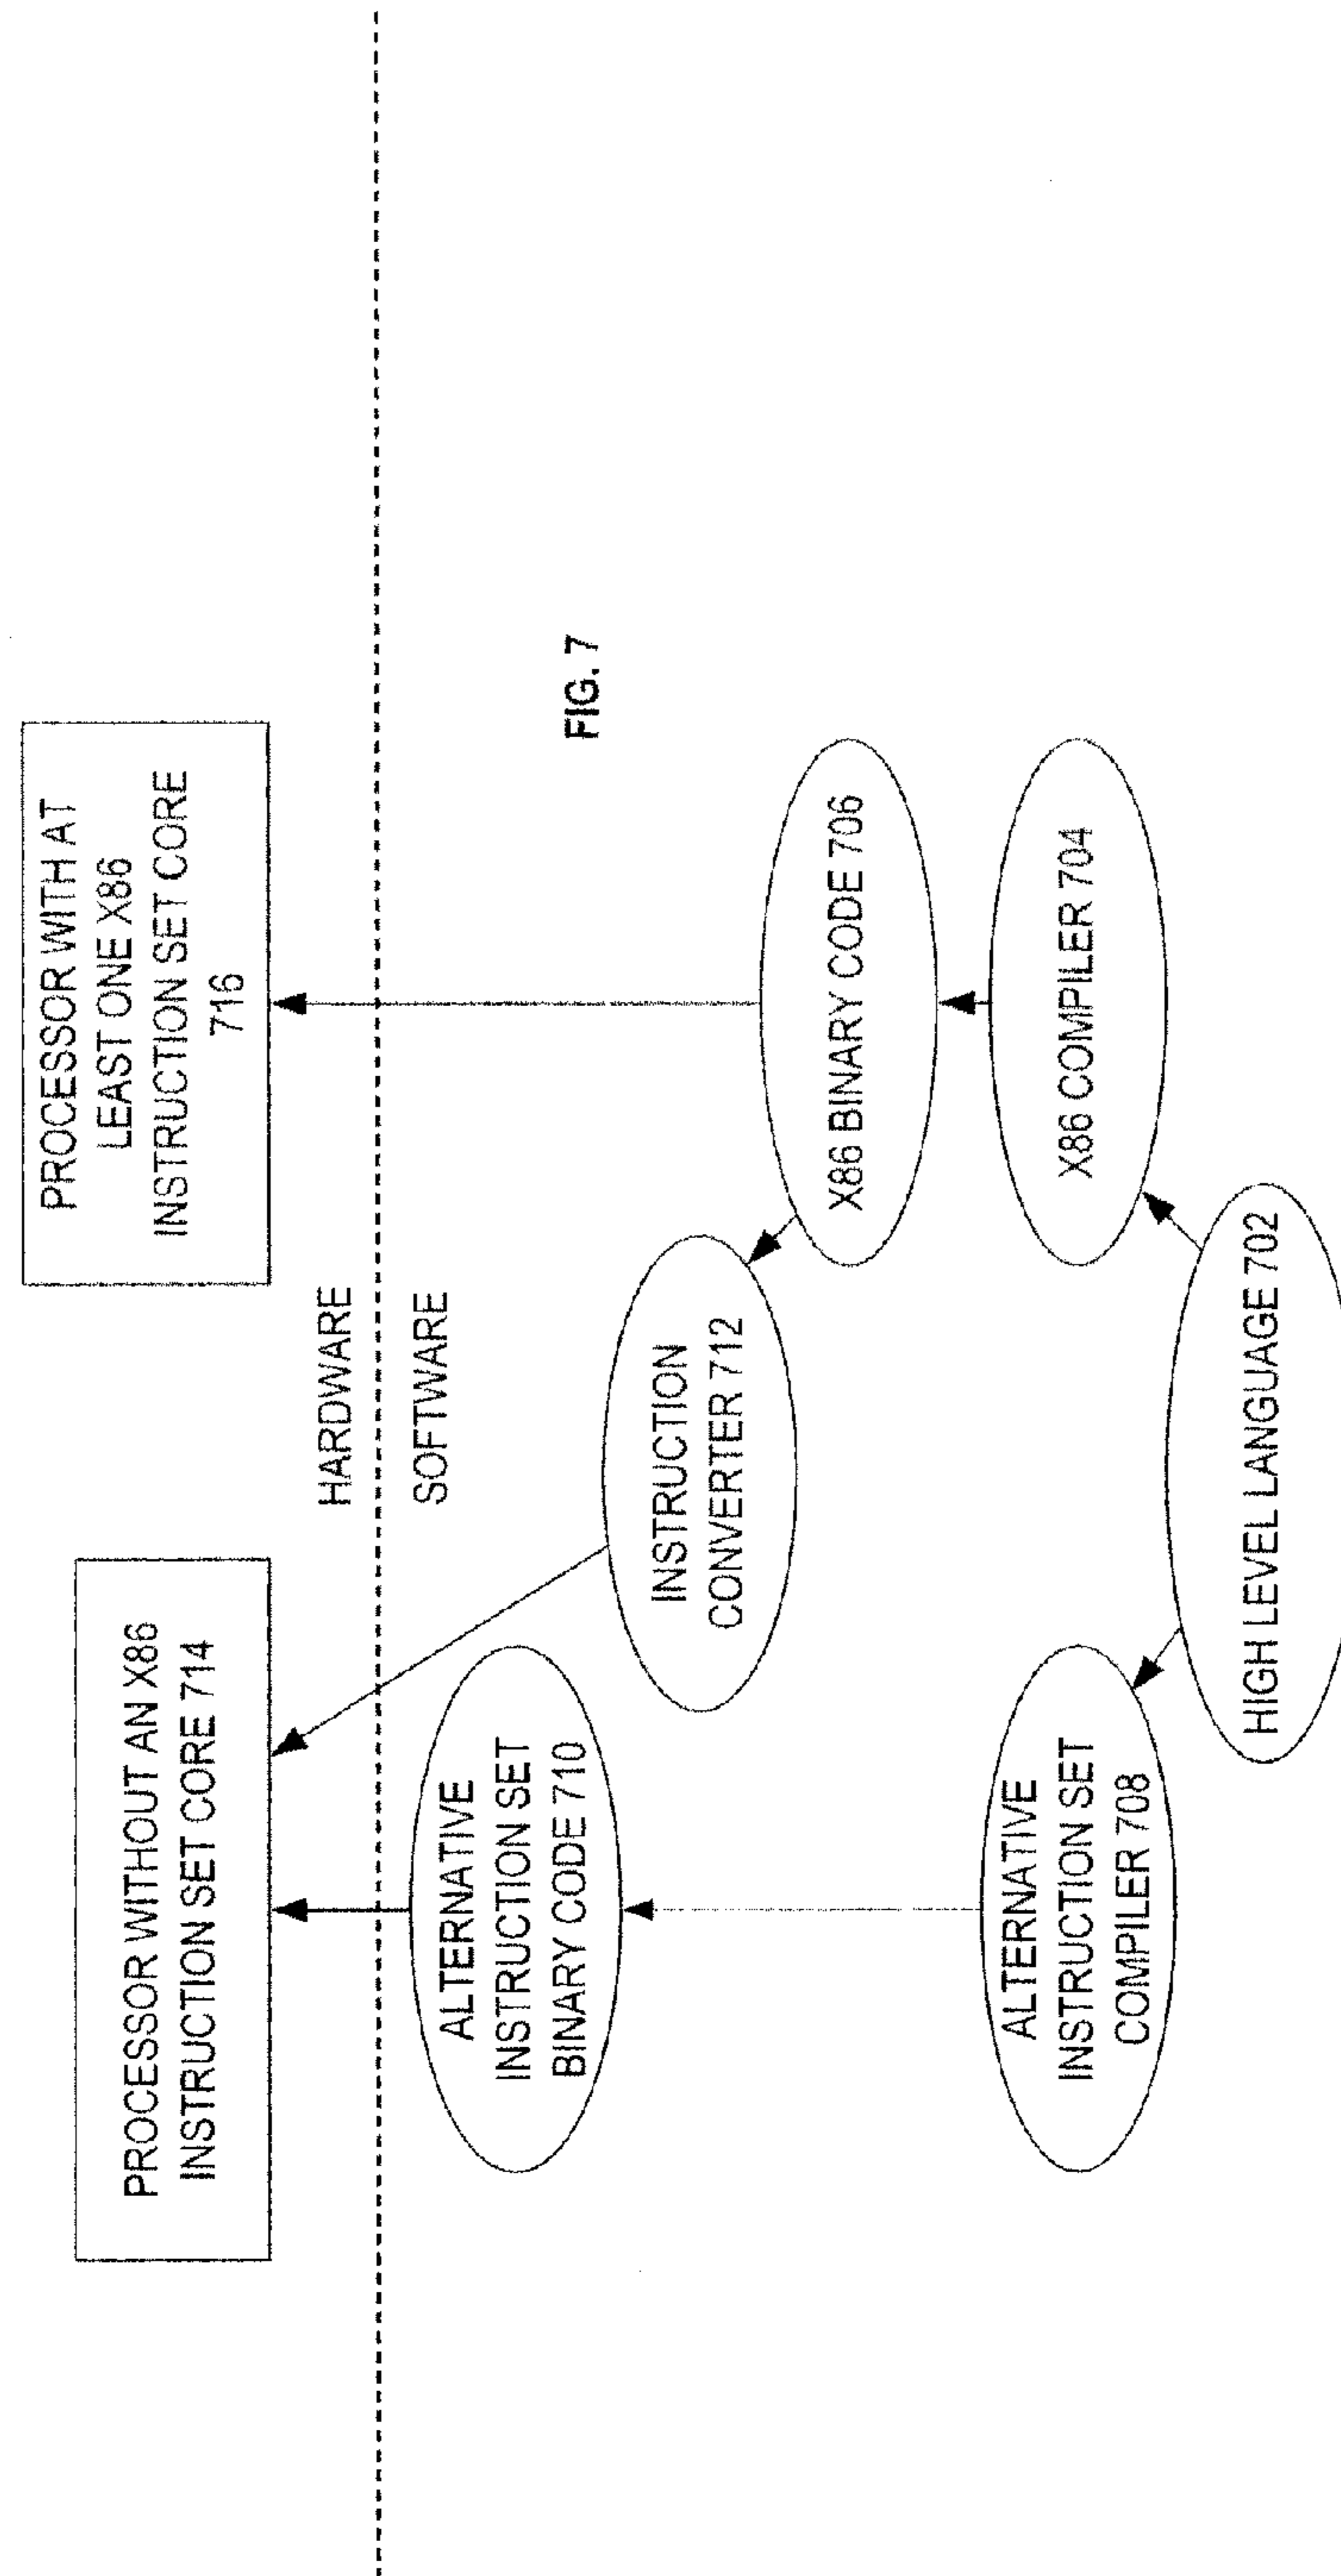 PROCESSOR WITHOUT AN X86
INSTRUCTION SET CORE 714
PROCESSOR WITH AT
LEAST ONE X86
INSTRUCTION SET CORE
716
HARDWARE
SOFTWARE
ALTERNATIVE
INSTRUCTION SET
BINARY CODE 710
INSTRUCTION
CONVERTER 712
FIG. 7
X86 BINARY CODE 706
ALTERNATIVE
INSTRUCTION SET
COMPILER 708
X86 COMPILER 704
HIGH LEVEL LANGUAGE 702